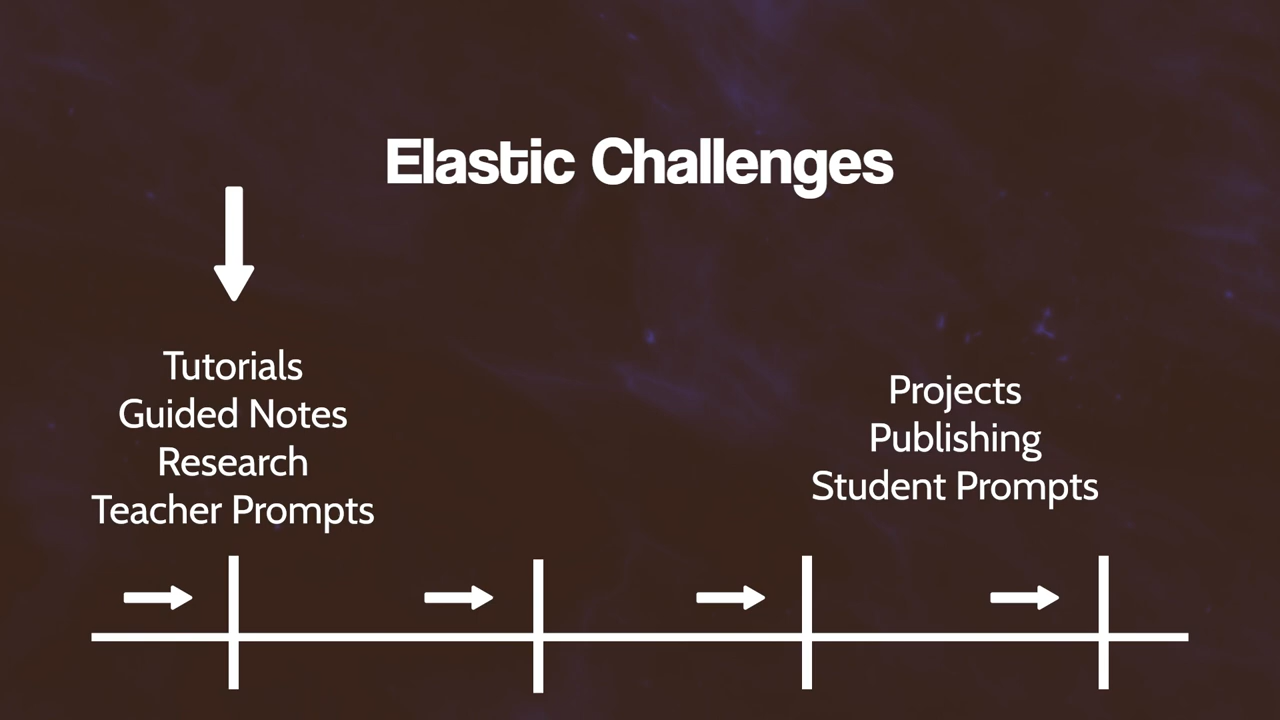 Elastic Challenges
Tutorials
Guided Notes
Research
Teacher Prompts
Projects
Publishing
Student Prompts